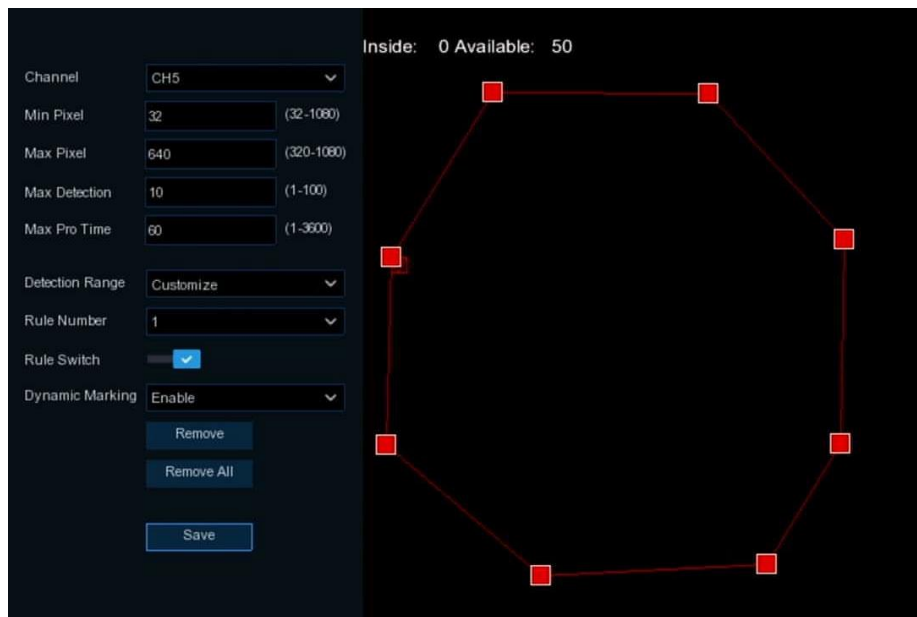 Inside: 0 Available: 50
Channel CH5
Min Pixel 32 (32-1080)
Max Pixel 640 (320-1080)
Max Detection 10 (1-100)
Max Pro Time 60 (1-3600)
Detection Range Customize
Rule Number 1
Rule Switch
Dynamic Marking Enable
Remove
Remove All
Save